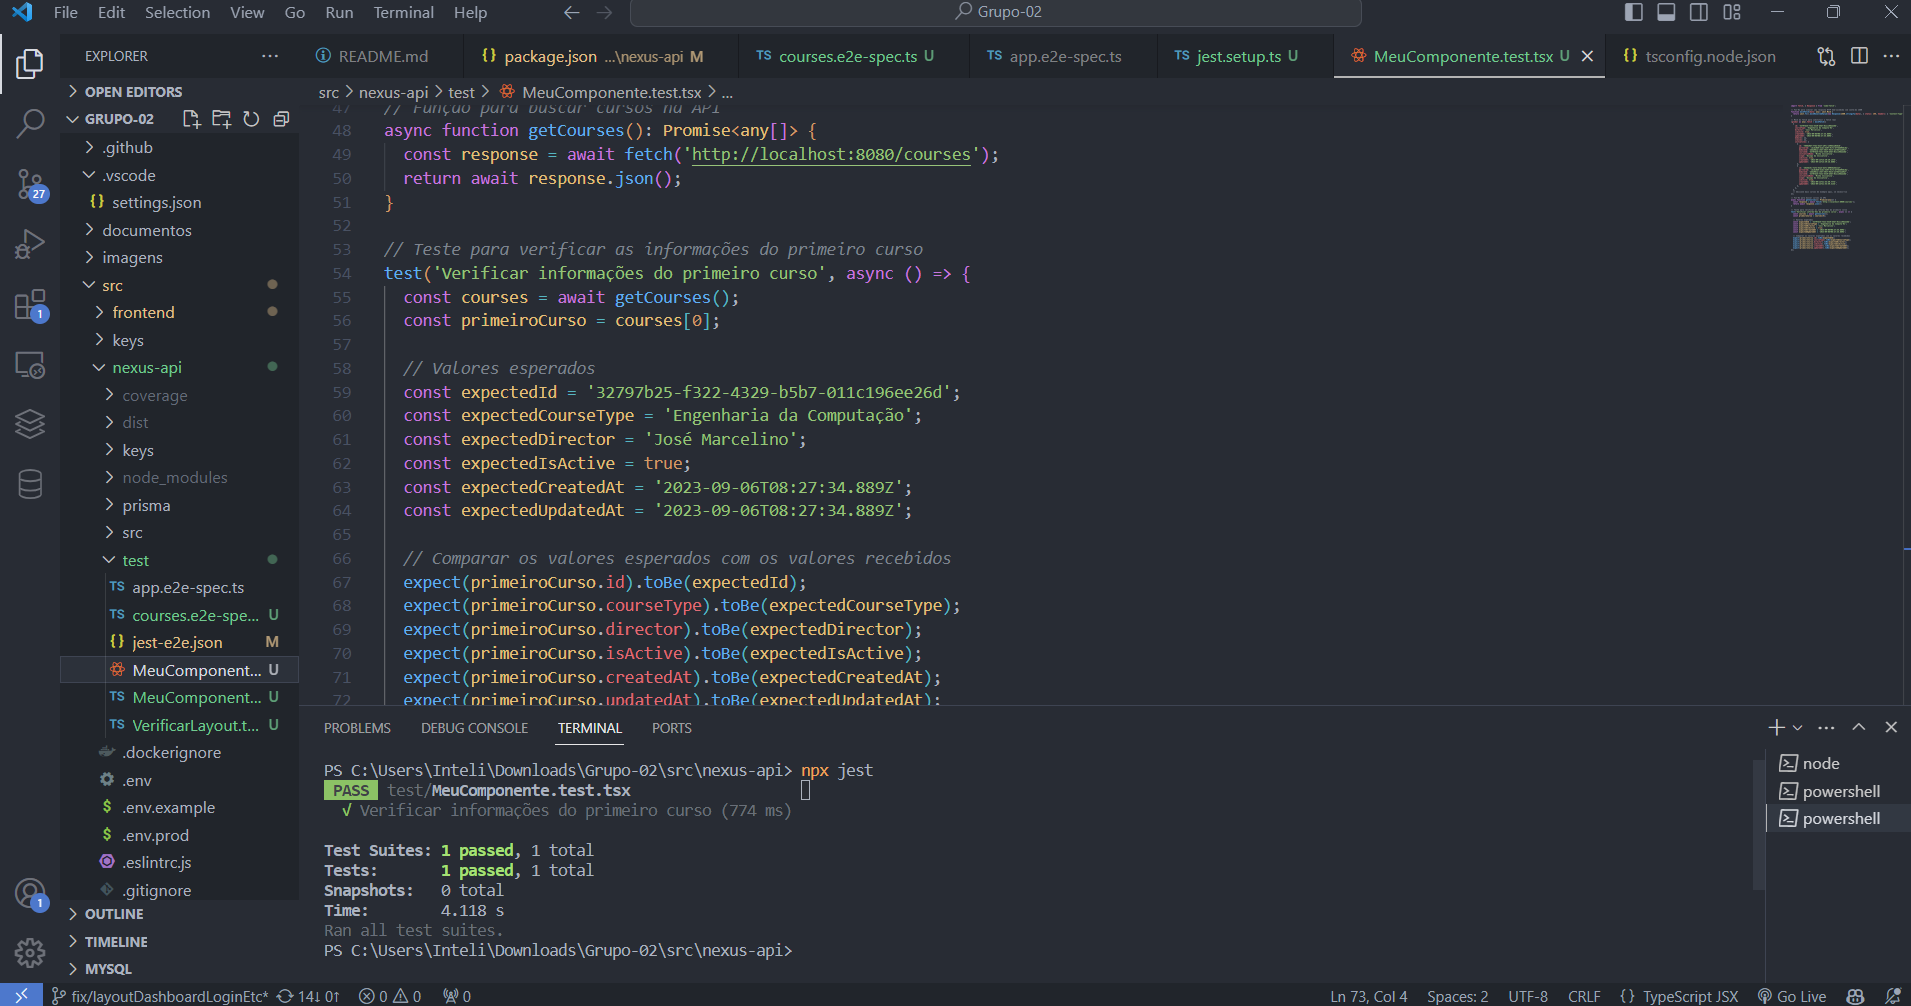 File Edit Selection View Go Run Terminal Help
Grupo-02
EXPLORER
README.md
package.json ...\nexus-api M
TS courses.e2e-spec.ts U
TS app.e2e-spec.ts
TS jest.setup.ts U
MeuComponente.test.tsx U
tsconfig.node.json
src > nexus-api > test > MeuComponente.test.tsx > ...
OPEN EDITORS
GRUPO-02
.github
.vscode
settings.json
documentos
imagens
src
frontend
keys
nexus-api
coverage
dist
keys
node_modules
prisma
src
test
TS app.e2e-spec.ts
TS courses.e2e-spe... U
{} jest-e2e.json M
MeuComponent... U
TS MeuComponent... U
TS VerificarLayout.t... U
.dockerignore
.env
$ .env.example
$ .env.prod
.eslintrc.js
.gitignore
OUTLINE
TIMELINE
MYSQL
27
1
1
47 // Função para buscar cursos na API
48 async function getCourses(): Promise<any[]> {
49 const response = await fetch('http://localhost:8080/courses');
50 return await response.json();
51 }
52
53 // Teste para verificar as informações do primeiro curso
54 test('Verificar informações do primeiro curso', async () => {
55 const courses = await getCourses();
56 const primeiroCurso = courses[0];
57
58 // Valores esperados
59 const expectedId = '32797b25-f322-4329-b5b7-011c196ee26d';
60 const expectedCourseType = 'Engenharia da Computação';
61 const expectedDirector = 'José Marcelino';
62 const expectedIsActive = true;
63 const expectedCreatedAt = '2023-09-06T08:27:34.889Z';
64 const expectedUpdatedAt = '2023-09-06T08:27:34.889Z';
65
66 // Comparar os valores esperados com os valores recebidos
67 expect(primeiroCurso.id).toBe(expectedId);
68 expect(primeiroCurso.courseType).toBe(expectedCourseType);
69 expect(primeiroCurso.director).toBe(expectedDirector);
70 expect(primeiroCurso.isActive).toBe(expectedIsActive);
71 expect(primeiroCurso.createdAt).toBe(expectedCreatedAt);
72 expect(primeiroCurso.updatedAt).toBe(expectedUpdatedAt);
PROBLEMS DEBUG CONSOLE TERMINAL PORTS
PS C:\Users\Inteli\Downloads\Grupo-02\src\nexus-api> npx jest
PASS test/MeuComponente.test.tsx
√ Verificar informações do primeiro curso (774 ms)
Test Suites: 1 passed, 1 total
Tests: 1 passed, 1 total
Snapshots: 0 total
Time: 4.118 s
Ran all test suites.
PS C:\Users\Inteli\Downloads\Grupo-02\src\nexus-api>
node
powershell
powershell
fix/layoutDashboardLoginEtc* 14↓ 0↑ 0 0 0
Ln 73, Col 4 Spaces: 2 UTF-8 CRLF {} TypeScript JSX Go Live